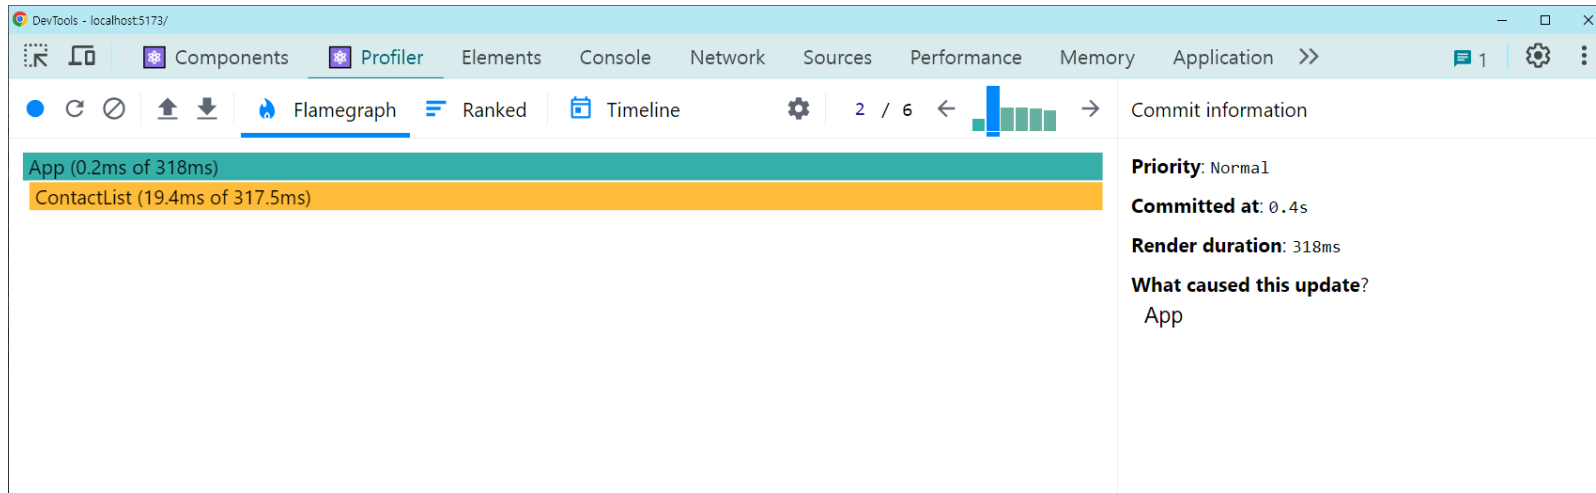 DevTools - localhost:5173/
Components Profiler Elements Console Network Sources Performance Memory Application 1
Flamegraph Ranked Timeline 2 / 6 Commit information
App (0.2ms of 318ms)
ContactList (19.4ms of 317.5ms)
Priority: Normal
Committed at: 0.4s
Render duration: 318ms
What caused this update?
App